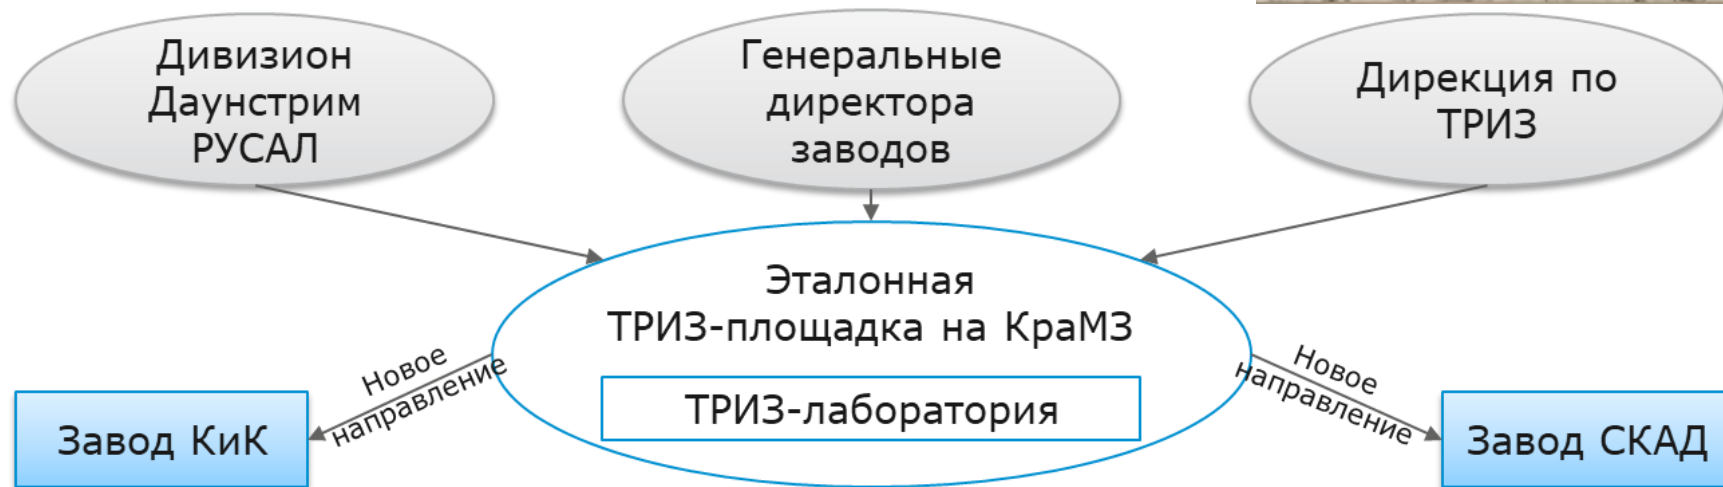 Дивизион
Даунстрим
РУСАЛ
Генеральные
директора
заводов
Дирекция по
ТРИЗ
Эталонная
ТРИЗ-площадка на КраМЗ
ТРИЗ-лаборатория
Новое
направление
Новое
направление
Завод КиК
Завод СКАД